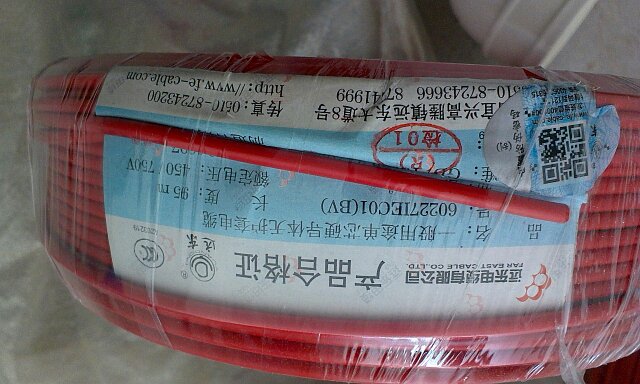 远东电缆有限公司
FAR EAST CABLE CO.,LTD.
产品合格证
远东
品 名：一般用途单芯硬导体无护套电缆
60227IEC01(BV)
长 度：95 m
额定电压：450/750V
检01
宜兴高塍镇远东大道8号
0510-87243666 87241999
传真：0510-87243200
http://www.fe-cable.com